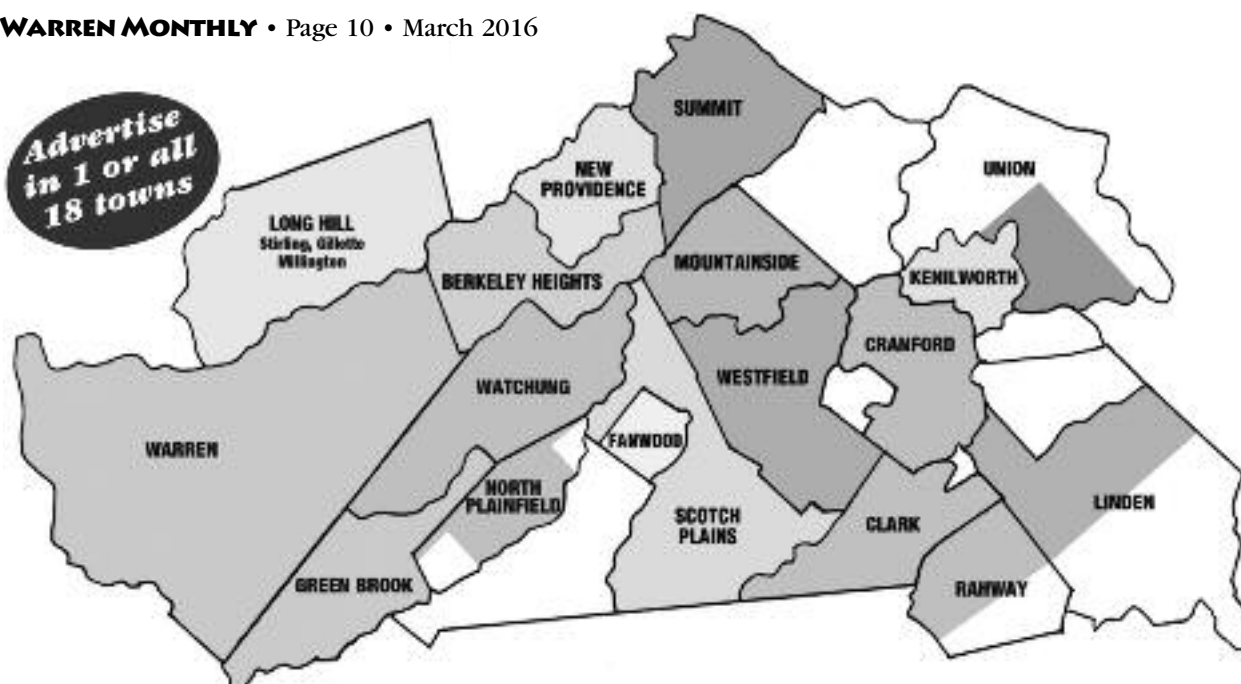 WARREN MONTHLY • Page 10 • March 2016
Advertise
in 1 or all
18 towns
SUMMIT
NEW
PROVIDENCE
UNION
LONG HILL
Stirling, Gillette
Millington
BERKELEY HEIGHTS
MOUNTAINSIDE
KENILWORTH
CRANFORD
WATCHUNG
WESTFIELD
WARREN
FANWOOD
NORTH
PLAINFIELD
SCOTCH
PLAINS
CLARK
LINDEN
GREEN BROOK
RAHWAY